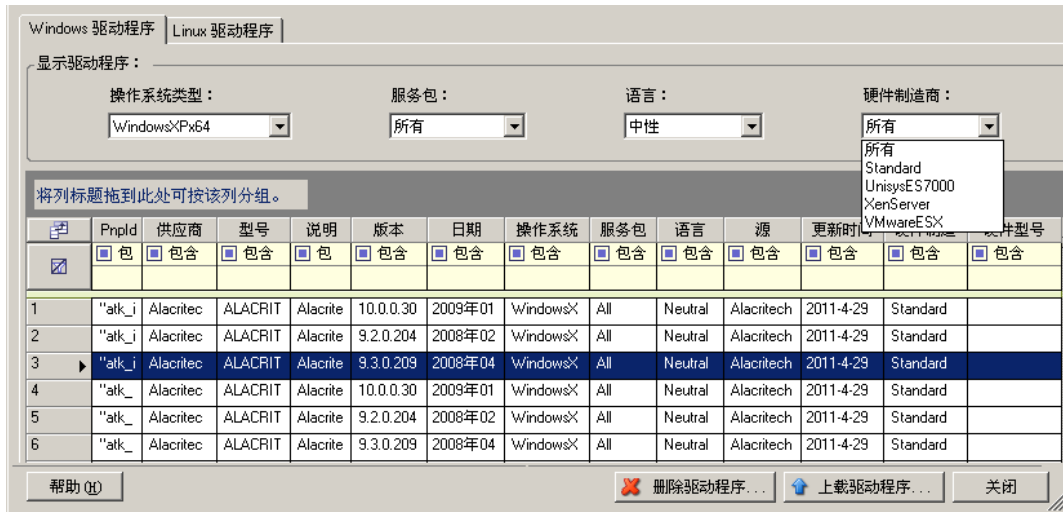 Windows 驱动程序 Linux 驱动程序
显示驱动程序：
操作系统类型： 服务包： 语言： 硬件制造商：
WindowsXPx64 所有 中性 所有
所有
Standard
UnisysES7000
XenServer
VMwareESX
将列标题拖到此处可按该列分组。
PnpId 供应商 型号 说明 版本 日期 操作系统 服务包 语言 源 更新时间 硬件制造 硬件型号
包 包含 包含 包 包含 包含 包含 包含 包含 包含 包含 包含 包含
1 "atk_i Alacritec ALACRIT Alacrite 10.0.0.30 2009年01 WindowsX All Neutral Alacritech 2011-4-29 Standard
2 "atk_i Alacritec ALACRIT Alacrite 9.2.0.204 2008年02 WindowsX All Neutral Alacritech 2011-4-29 Standard
3 "atk_i Alacritec ALACRIT Alacrite 9.3.0.209 2008年04 WindowsX All Neutral Alacritech 2011-4-29 Standard
4 "atk_ Alacritec ALACRIT Alacrite 10.0.0.30 2009年01 WindowsX All Neutral Alacritech 2011-4-29 Standard
5 "atk_ Alacritec ALACRIT Alacrite 9.2.0.204 2008年02 WindowsX All Neutral Alacritech 2011-4-29 Standard
6 "atk_ Alacritec ALACRIT Alacrite 9.3.0.209 2008年04 WindowsX All Neutral Alacritech 2011-4-29 Standard
帮助(H) 删除驱动程序... 上载驱动程序... 关闭